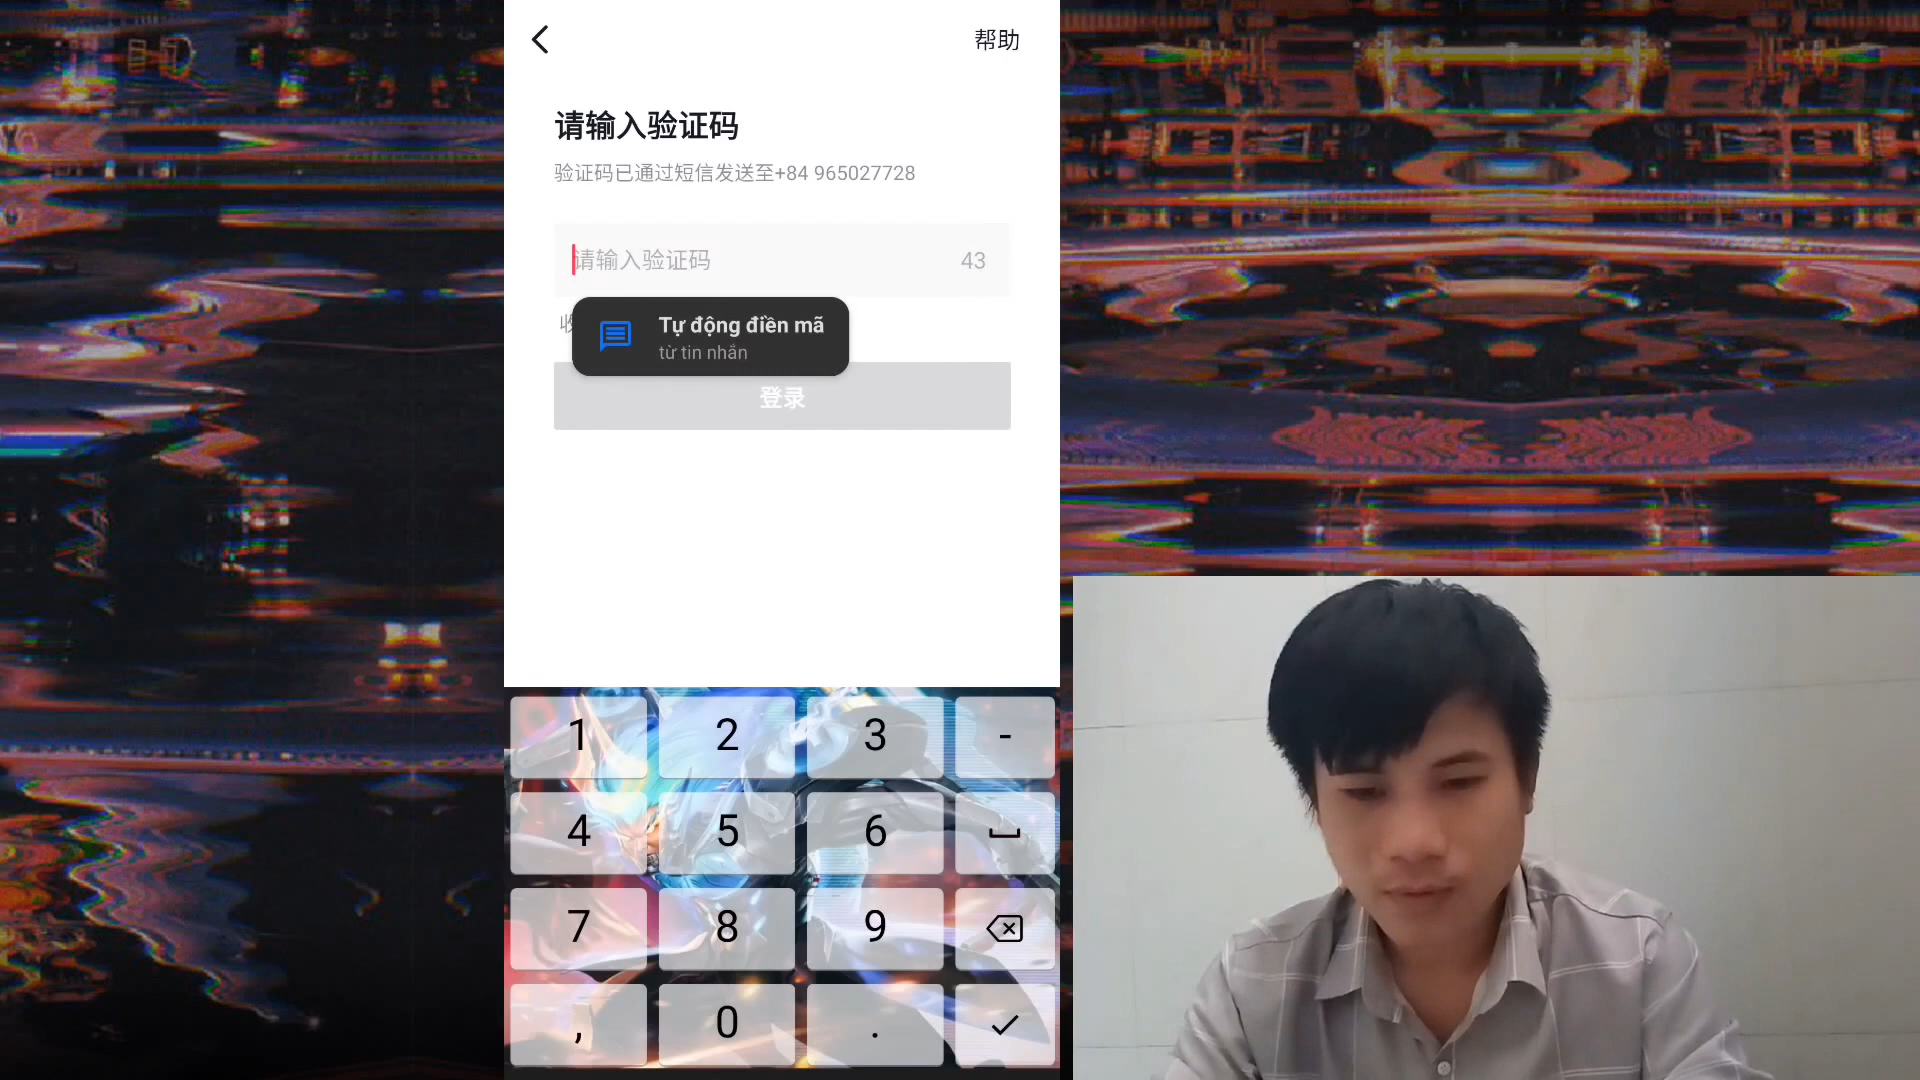 帮助
请输入验证码
验证码已通过短信发送至+84 965027728
请输入验证码 43
收
Tự động điền mã
từ tin nhắn
登录
1 2 3 -
4 5 6
7 8 9
, 0 .